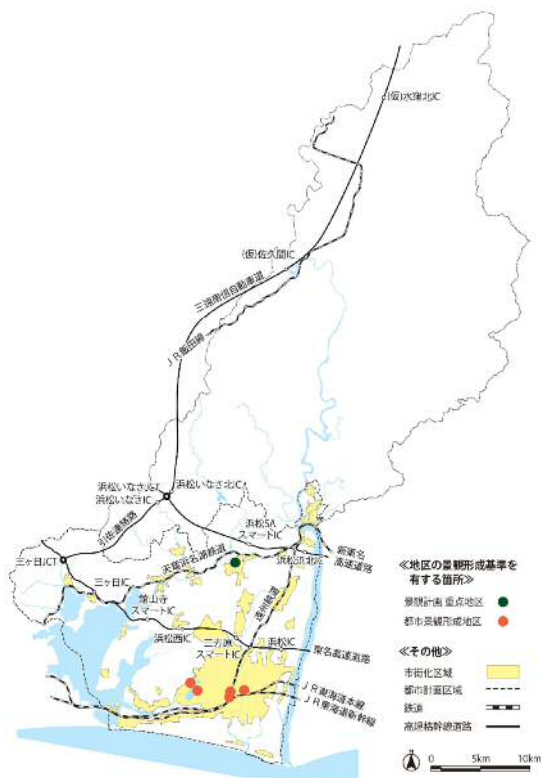 (仮)水窪北IC
(仮)佐久間IC
三遠南信自動車道
JR飯田線
浜松いなさJCT
浜松いなさ北IC
浜松いなさIC
引佐連絡路
浜松SA
スマートIC
新東名
高速道路
三ヶ日JCT
天竜浜名湖鉄道
浜松浜北IC
三ヶ日IC
遠州鉄道
舘山寺
スマートIC
浜松西IC
三方原
スマートIC
浜松IC
東名高速道路
JR東海道本線
JR東海道新幹線
≪地区の景観形成基準を
有する箇所≫
景観計画 重点地区
都市景観形成地区
≪その他≫
市街化区域
都市計画区域
鉄道
高規格幹線道路
N
0
5km
10km